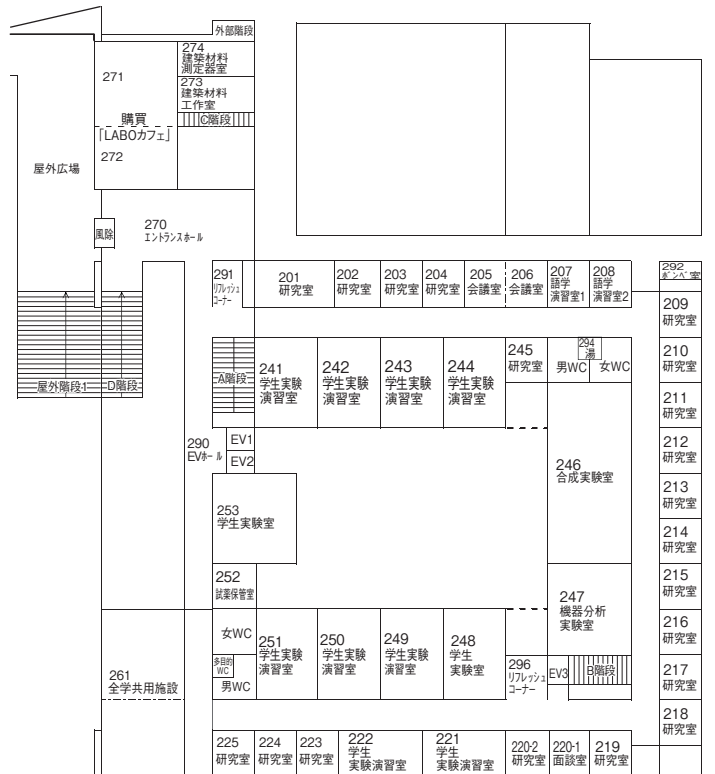 外部階段
274
建築材料
測定器室
271
273
建築材料
工作室
購買
C階段
「LABOカフェ」
272
屋外広場
風除
270
エントランスホール
291
リフレッシュ
コーナー
201
研究室
202
研究室
203
研究室
204
研究室
205
会議室
206
会議室
207
語学
演習室1
208
語学
演習室2
292
ボンベ室
209
研究室
屋外階段1
D階段
A階段
241
学生実験
演習室
242
学生実験
演習室
243
学生実験
演習室
244
学生実験
演習室
245
研究室
294
湯
男WC
女WC
210
研究室
211
研究室
290
EVホール
EV1
EV2
212
研究室
246
合成実験室
213
研究室
253
学生実験室
214
研究室
252
試薬保管室
247
機器分析
実験室
215
研究室
女WC
多目的
WC
男WC
251
学生実験
演習室
250
学生実験
演習室
249
学生実験
演習室
248
学生
実験室
216
研究室
296
リフレッシュ
コーナー
EV3
B階段
217
研究室
261
全学共用施設
218
研究室
225
研究室
224
研究室
223
研究室
222
学生
実験演習室
221
学生
実験演習室
220-2
研究室
220-1
面談室
219
研究室